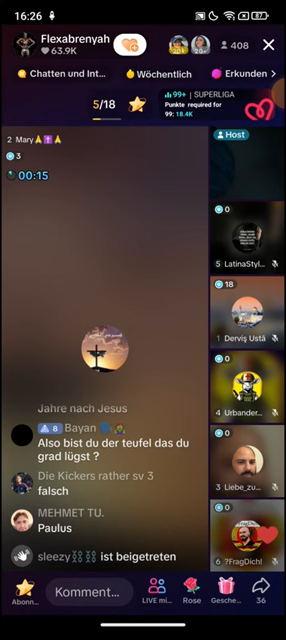 16:26
87
Flexabrenyah
63.9K
408
Chatten und Int...
Wöchentlich
Erkunden
5/18
99+ | SUPERLIGA
Punkte required for
99: 18.4K
2 Mary🙏✝️🙏
3
00:15
Host
0
5 LatinaStyl...
18
1 Derviş Ustâ
0
4 Urbander...
0
3 Liebe_zu...
0
6 ?FragDich!
Jahre nach Jesus
8 Bayan
Also bist du der teufel das du
grad lügst ?
Die Kickers rather sv 3
falsch
MEHMET TU.
Paulus
sleezy⛓️⛓️ ist beigetreten
Abonn...
Komment...
LIVE mi...
Rose
Gesche...
36